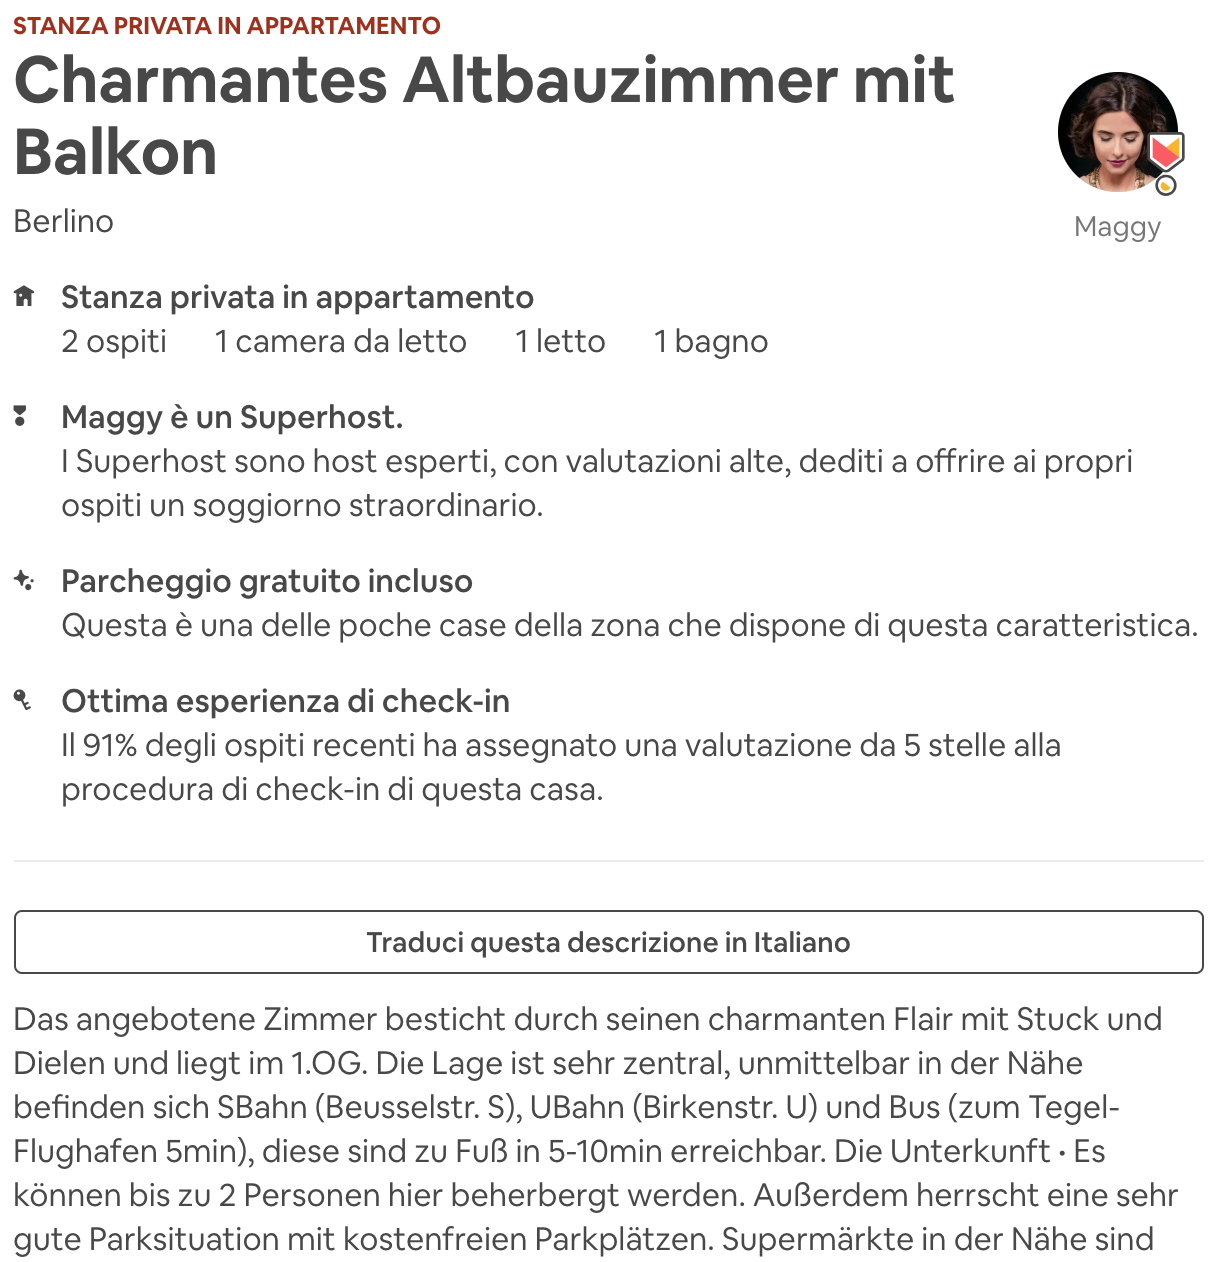 STANZA PRIVATA IN APPARTAMENTO
Charmantes Altbauzimmer mit
Balkon
Berlino
Maggy
Stanza privata in appartamento
2 ospiti 1 camera da letto 1 letto 1 bagno
Maggy è un Superhost.
I Superhost sono host esperti, con valutazioni alte, dediti a offrire ai propri
ospiti un soggiorno straordinario.
Parcheggio gratuito incluso
Questa è una delle poche case della zona che dispone di questa caratteristica.
Ottima esperienza di check-in
Il 91% degli ospiti recenti ha assegnato una valutazione da 5 stelle alla
procedura di check-in di questa casa.
Traduci questa descrizione in Italiano
Das angebotene Zimmer besticht durch seinen charmanten Flair mit Stuck und
Dielen und liegt im 1.OG. Die Lage ist sehr zentral, unmittelbar in der Nähe
befinden sich SBahn (Beusselstr. S), UBahn (Birkenstr. U) und Bus (zum Tegel-
Flughafen 5min), diese sind zu Fuß in 5-10min erreichbar. Die Unterkunft • Es
können bis zu 2 Personen hier beherbergt werden. Außerdem herrscht eine sehr
gute Parksituation mit kostenfreien Parkplätzen. Supermärkte in der Nähe sind